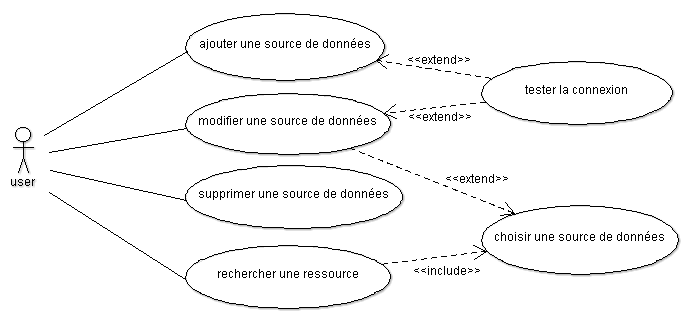 ajouter une source de données
<<extend>>
tester la connexion
modifier une source de données
<<extend>>
user
<<extend>>
supprimer une source de données
choisir une source de données
rechercher une ressource
<<include>>